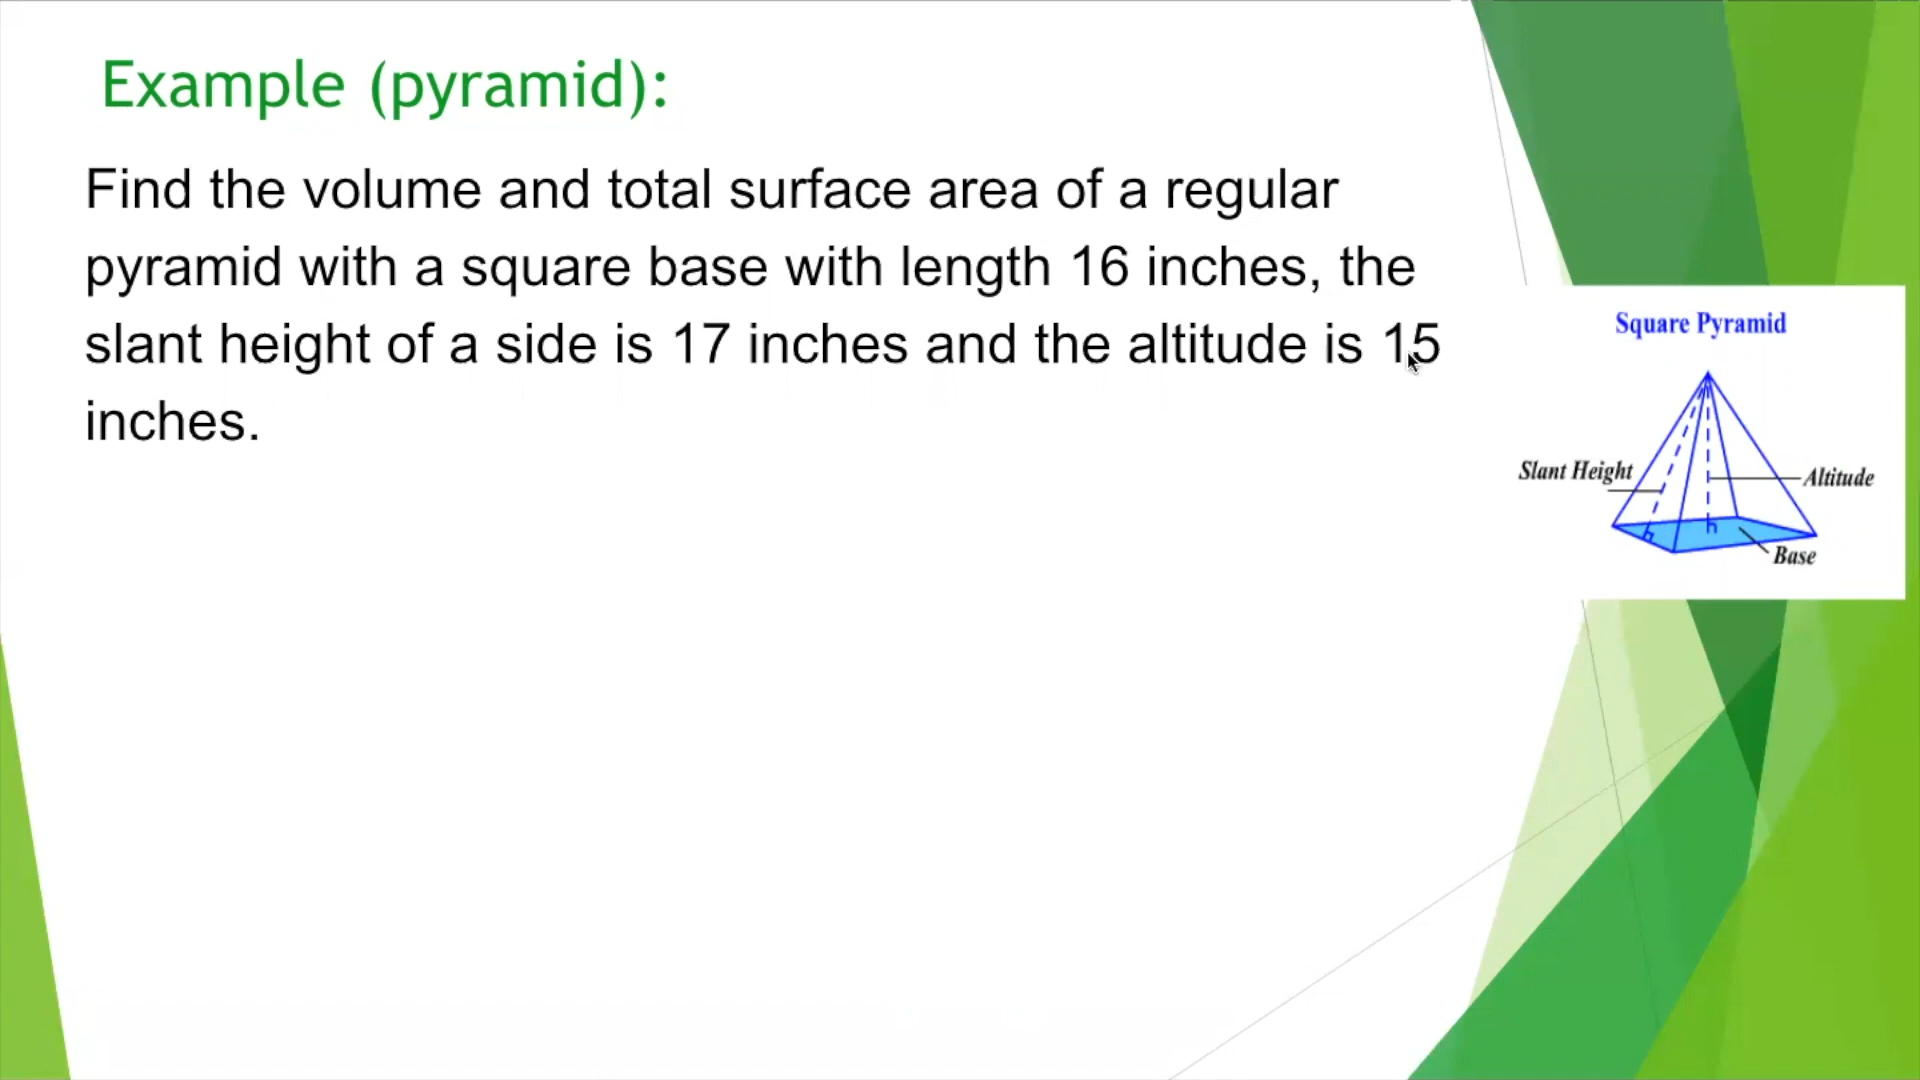 Example (pyramid):
Find the volume and total surface area of a regular
pyramid with a square base with length 16 inches, the
slant height of a side is 17 inches and the altitude is 15
inches.
Square Pyramid
Slant Height
Altitude
h
Base